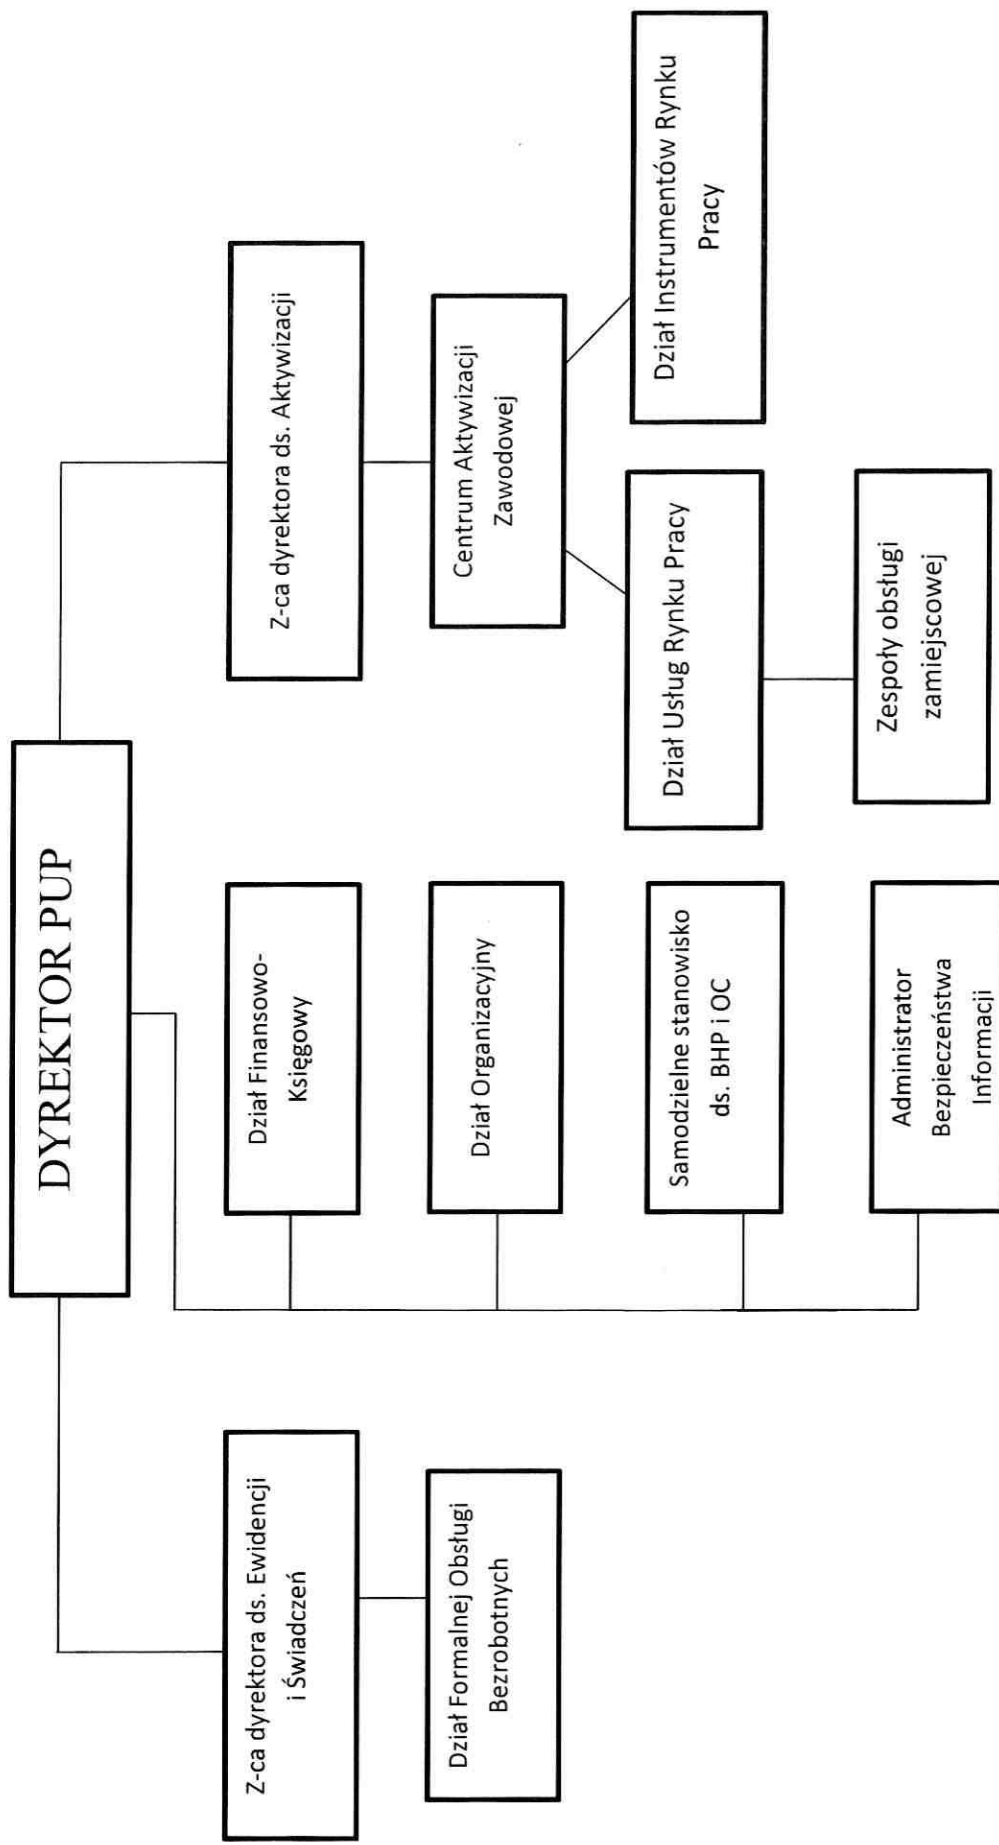 DYREKTOR PUP
Z-ca dyrektora ds. Ewidencji
i Świadczeń
Dział Formalnej Obsługi
Bezrobotnych
Dział Finansowo-
Księgowy
Dział Organizacyjny
Samodzielne stanowisko
ds. BHP i OC
Administrator
Bezpieczeństwa
Informacji
Z-ca dyrektora ds. Aktywizacji
Centrum Aktywizacji
Zawodowej
Dział Usług Rynku Pracy
Zespoły obsługi
zamiejscowej
Dział Instrumentów Rynku
Pracy